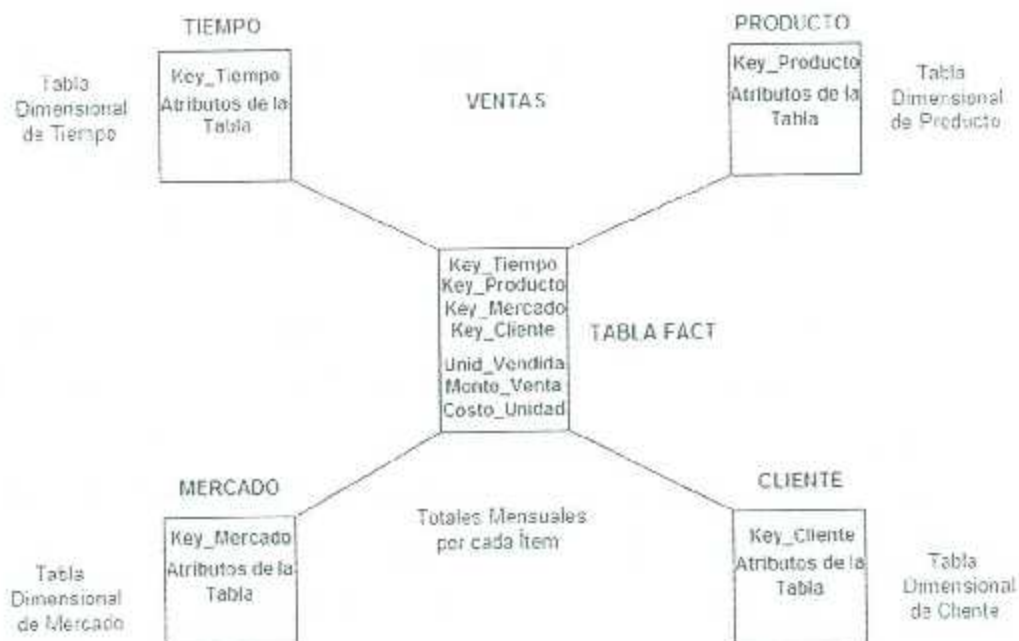 TIEMPO
Key_Tiempo
Atributos de la
Tabla
Tabla
Dimensional
de Tiempo
VENTAS
PRODUCTO
Key_Producto
Atributos de la
Tabla
Tabla
Dimensional
de Producto
Key_Tiempo
Key_Producto
Key_Mercado
Key_Cliente
Unid_Vendida
Monto_Venta
Costo_Unidad
TABLA FACT
MERCADO
Key_Mercado
Atributos de la
Tabla
Tabla
Dimensional
de Mercado
Totales Mensuales
por cada Ítem
CLIENTE
Key_Cliente
Atributos de la
Tabla
Tabla
Dimensional
de Cliente